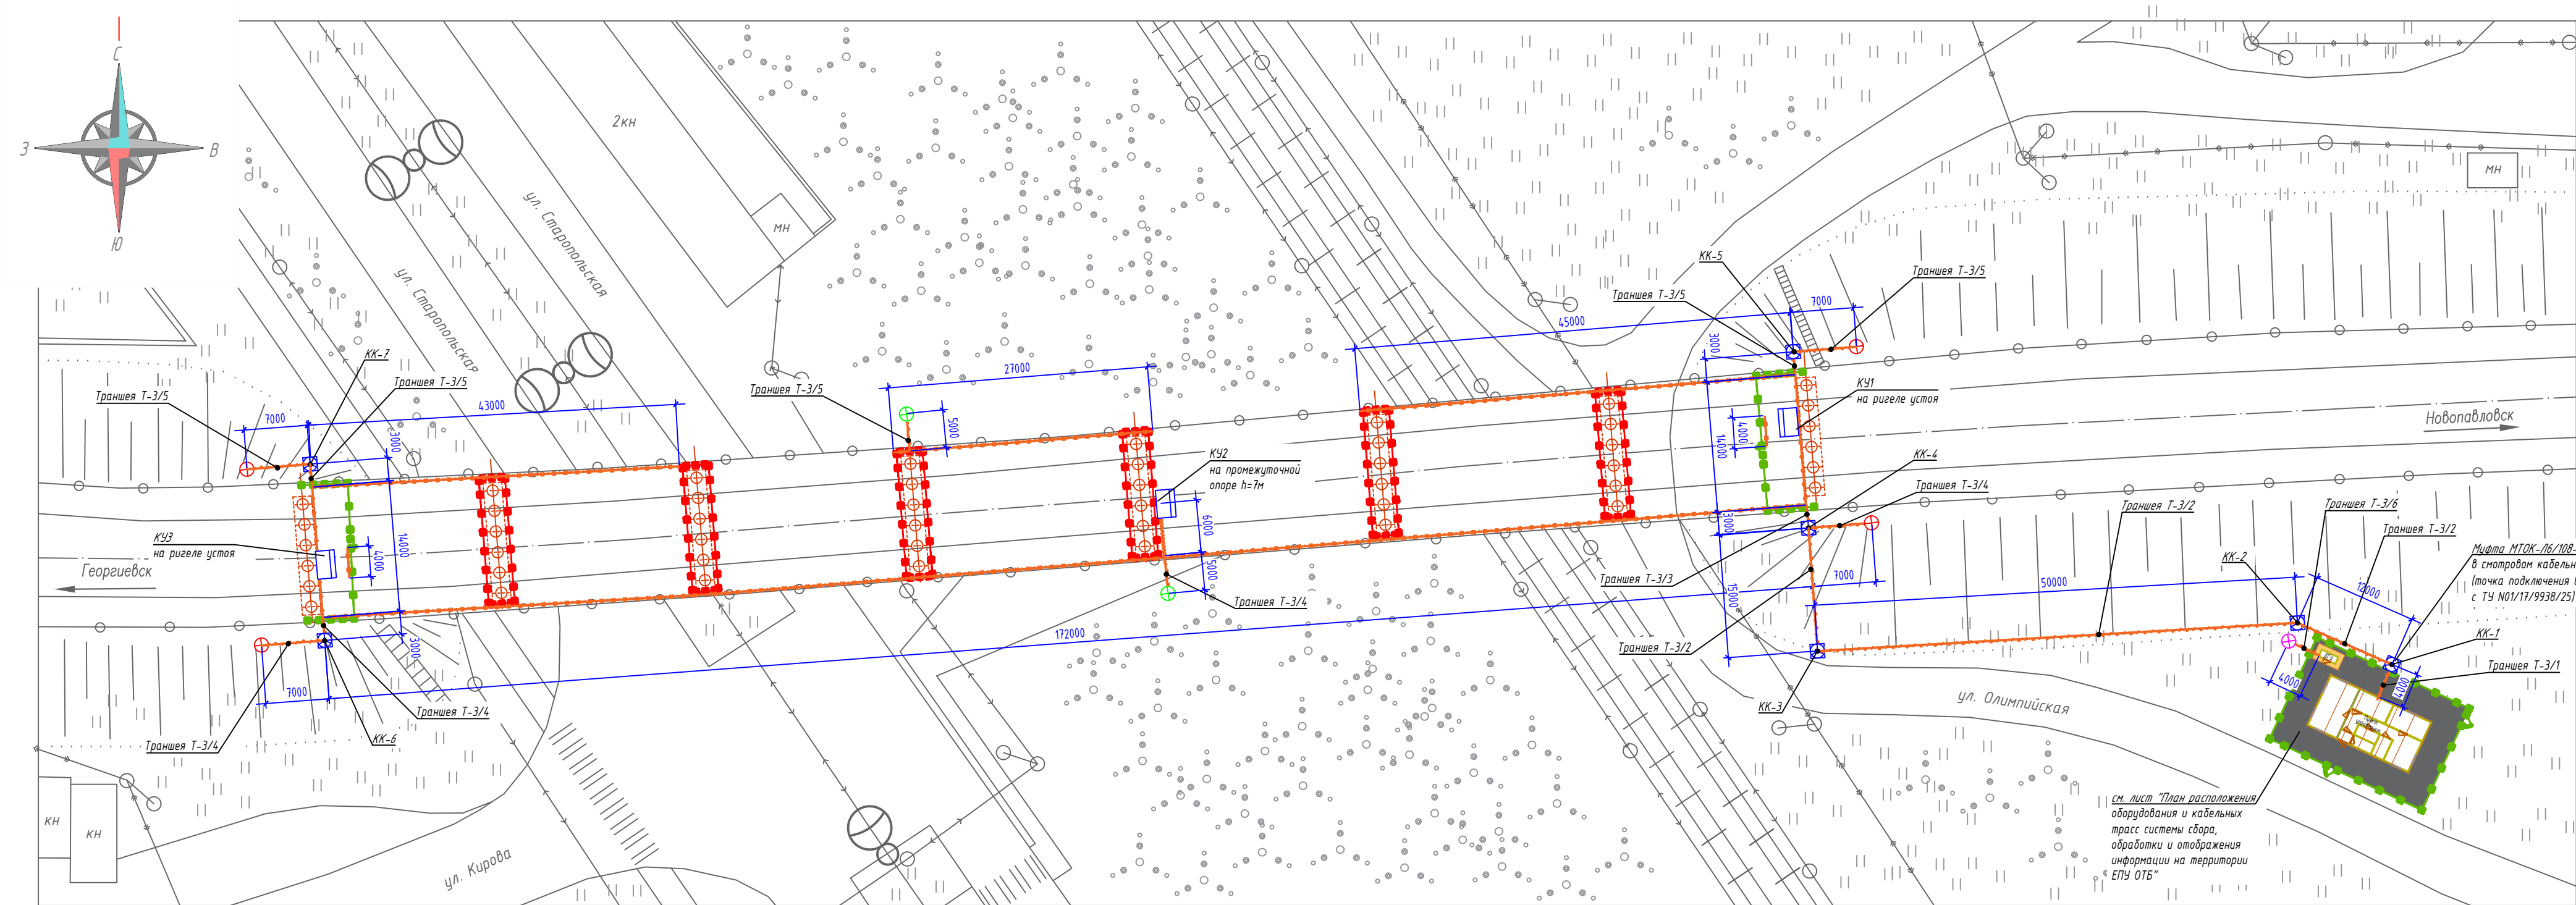 С
З
В
Ю
2кн
ул. Старопольская
ул. Старопольская
МН
МН
КК-5
Траншея Т-3/5
Траншея Т-3/5
7000
45000
3000
КК-7
Траншея Т-3/5
Траншея Т-3/5
7000
43000
3000
Траншея Т-3/5
27000
5000
КУ1
на ригеле устоя
4000
14000
Новопавловск
КУ2
на промежуточной
опоре h=7м
6000
5000
КК-4
Траншея Т-3/4
Траншея Т-3/2
Траншея Т-3/6
Траншея Т-3/2
КУ3
на ригеле устоя
4000
14000
Георгиевск
3000
Траншея Т-3/3
15000
7000
КК-2
50000
12000
Муфта МТОК-Л6/108-
в смотровом кабельн
(точка подключения
с ТУ N01/17/9938/25)
Траншея Т-3/4
172000
Траншея Т-3/2
КК-1
Траншея Т-3/1
4000
4000
3000
7000
Траншея Т-3/4
Траншея Т-3/4
КК-6
КК-3
ул. Олимпийская
КН
КН
ул. Кирова
см. лист "План расположения
оборудования и кабельных
трасс системы сбора,
обработки и отображения
информации на территории
ЕПУ ОТБ"